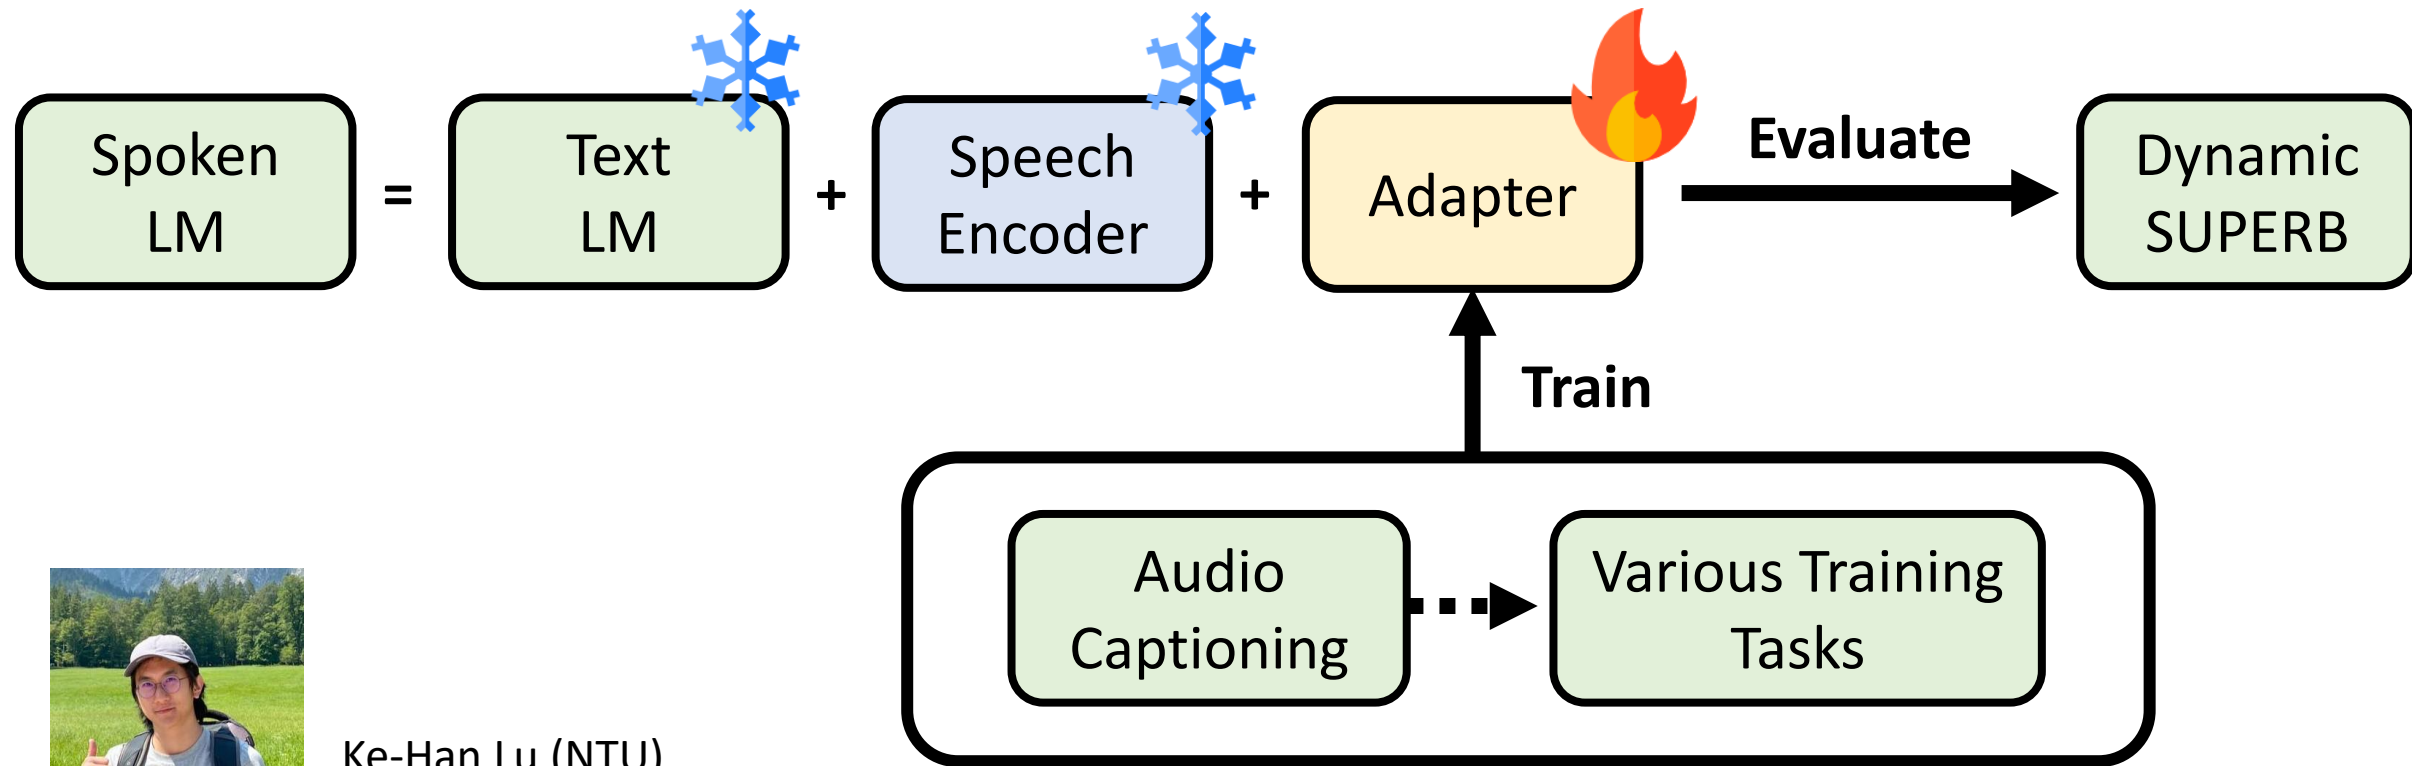 Spoken
LM
=
Text
LM
+
Speech
Encoder
+
Adapter
Evaluate
Dynamic
SUPERB
Train
Audio
Captioning
Various Training
Tasks
Ke-Han Lu (NTU)